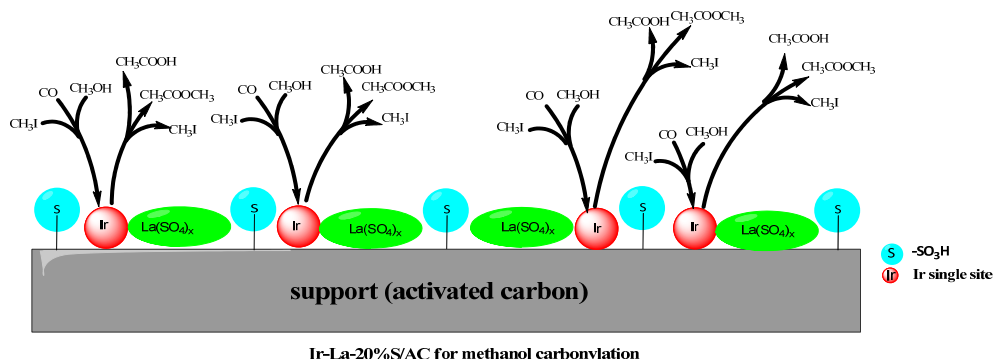 CH₃COOH
CO
CH₃OH
CH₃COOCH₃
CH₃I
CH₃I
CH₃COOH
CO
CH₃OH
CH₃COOCH₃
CH₃I
CH₃I
CH₃COOH
CH₃COOCH₃
CH₃I
CO
CH₃OH
CH₃I
CH₃COOH
CH₃COOCH₃
CH₃I
CO
CH₃OH
CH₃I
S
Ir
La(SO₄)ₓ
S
Ir
La(SO₄)ₓ
S
La(SO₄)ₓ
Ir
S
Ir
La(SO₄)ₓ
S
S -SO₃H
Ir Ir single site
support (activated carbon)
Ir-La-20%S/AC for methanol carbonylation